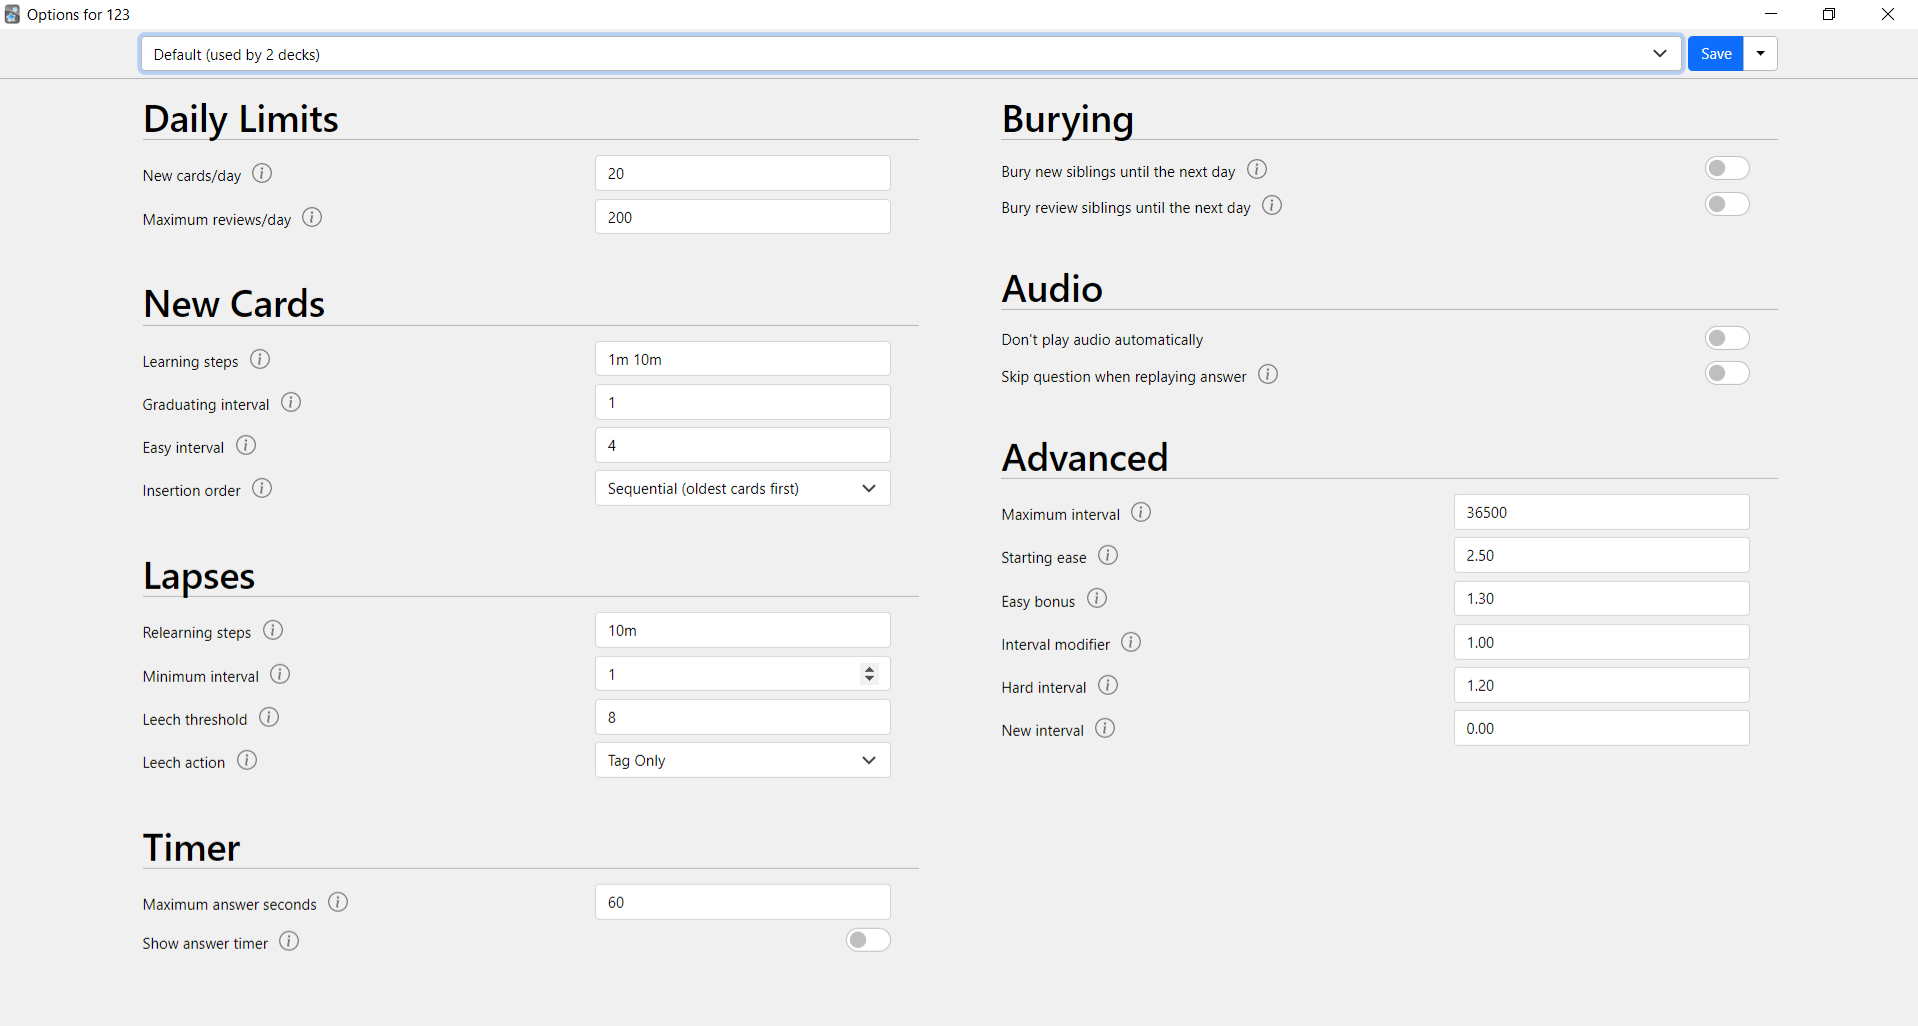 Options for 123
Default (used by 2 decks)
Save
Daily Limits
New cards/day
20
Maximum reviews/day
200
New Cards
Learning steps
1m 10m
Graduating interval
1
Easy interval
4
Insertion order
Sequential (oldest cards first)
Lapses
Relearning steps
10m
Minimum interval
1
Leech threshold
8
Leech action
Tag Only
Timer
Maximum answer seconds
60
Show answer timer
Burying
Bury new siblings until the next day
Bury review siblings until the next day
Audio
Don't play audio automatically
Skip question when replaying answer
Advanced
Maximum interval
36500
Starting ease
2.50
Easy bonus
1.30
Interval modifier
1.00
Hard interval
1.20
New interval
0.00